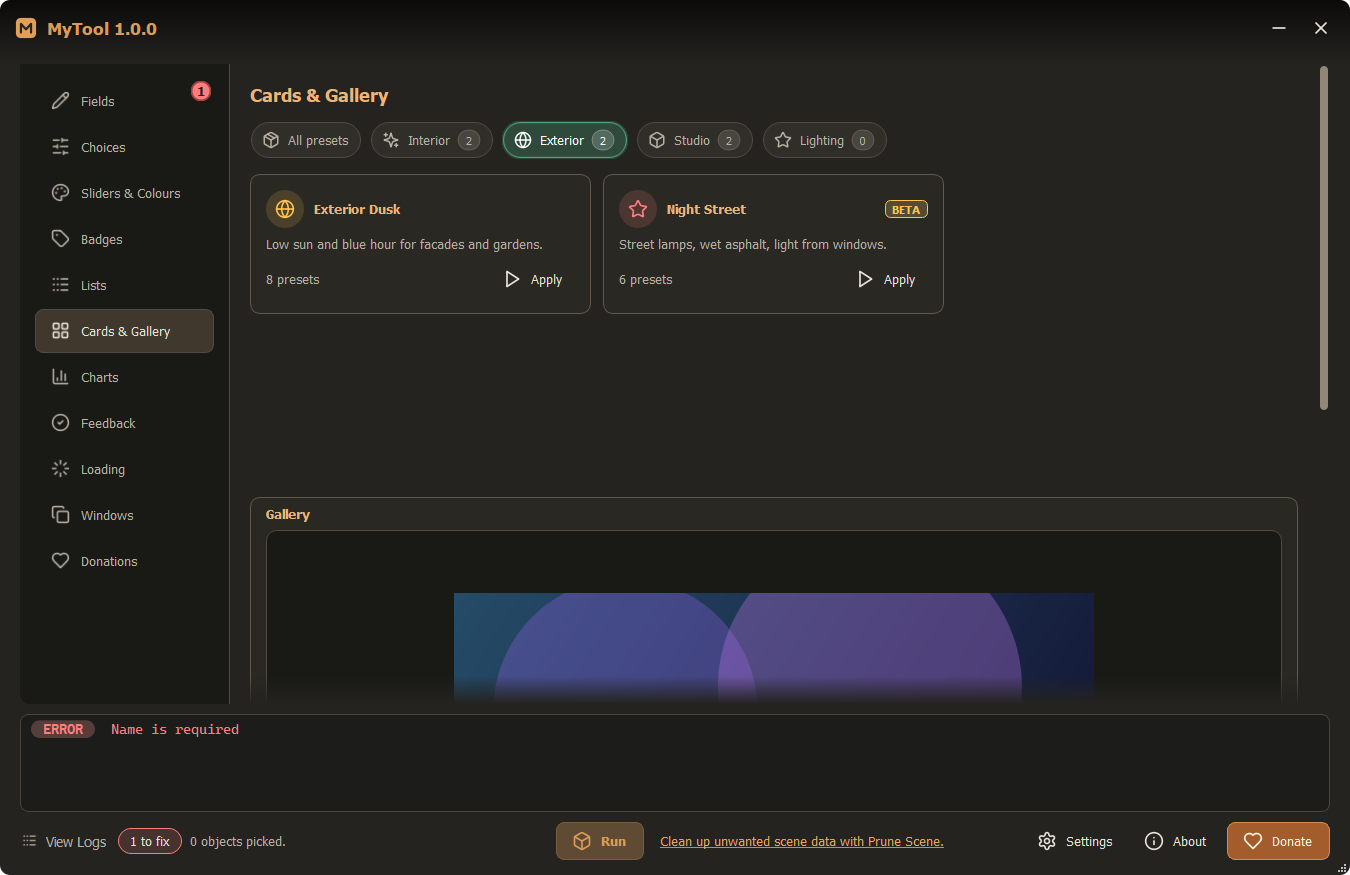 MyTool 1.0.0
Fields 1
Choices
Sliders & Colours
Badges
Lists
Cards & Gallery
Charts
Feedback
Loading
Windows
Donations
Cards & Gallery
All presets Interior 2 Exterior 2 Studio 2 Lighting 0
Exterior Dusk
Low sun and blue hour for facades and gardens.
8 presets Apply
Night Street BETA
Street lamps, wet asphalt, light from windows.
6 presets Apply
Gallery
ERROR Name is required
View Logs 1 to fix 0 objects picked. Run Clean up unwanted scene data with Prune Scene. Settings About Donate